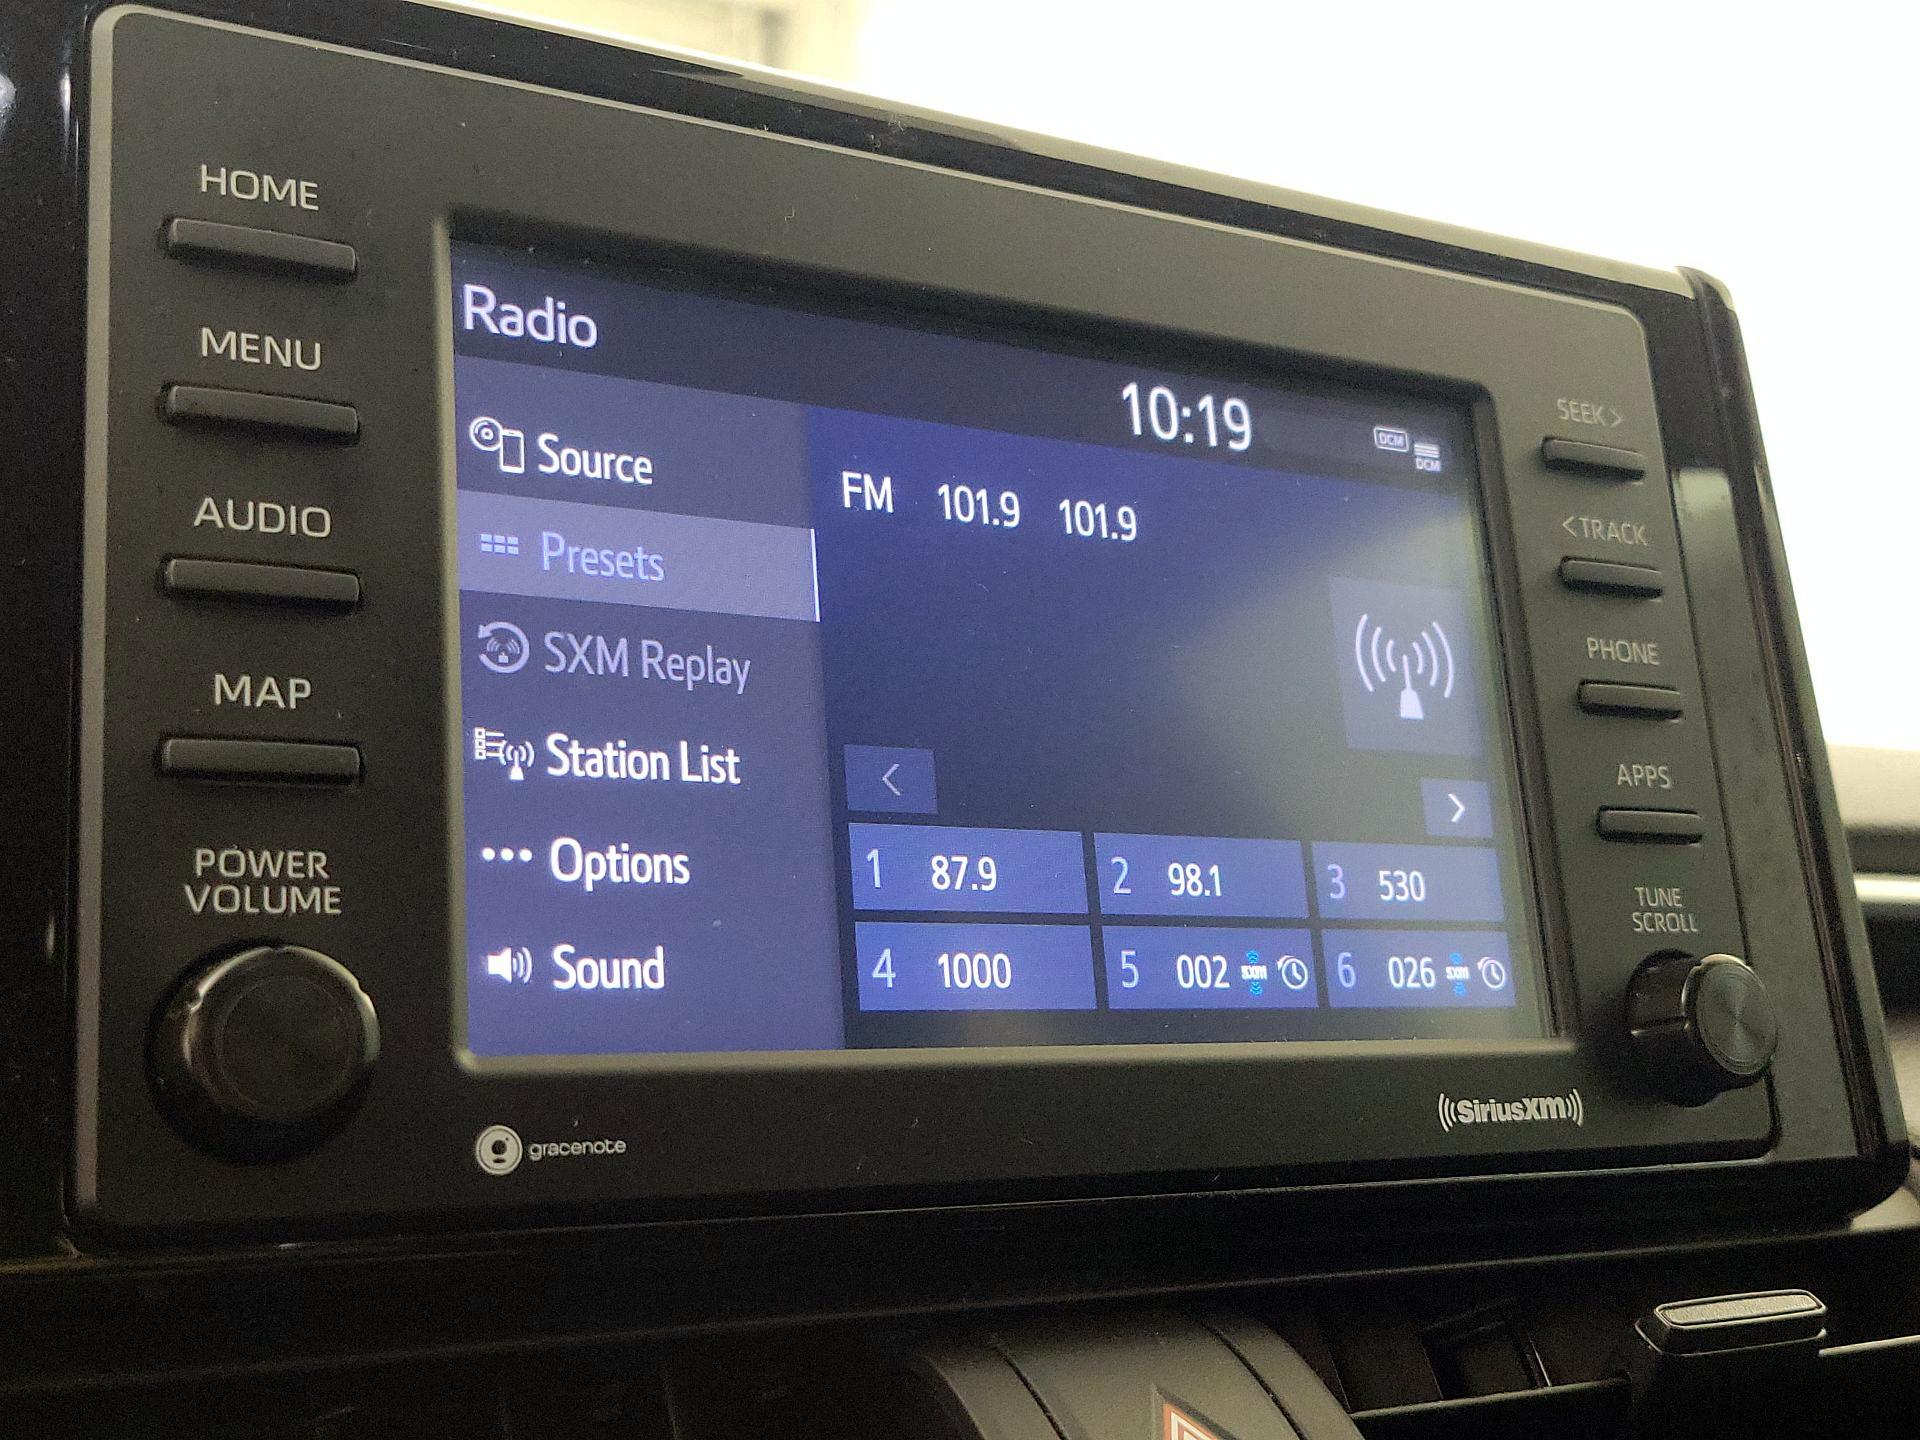 HOME
MENU
AUDIO
MAP
POWER
VOLUME
Radio
10:19
DCM
DCM
Source
Presets
SXM Replay
Station List
Options
Sound
FM 101.9 101.9
<
>
1 87.9
2 98.1
3 530
4 1000
5 002 SXM
6 026 SXM
SEEK >
< TRACK
PHONE
APPS
TUNE
SCROLL
gracenote
((SiriusXM))